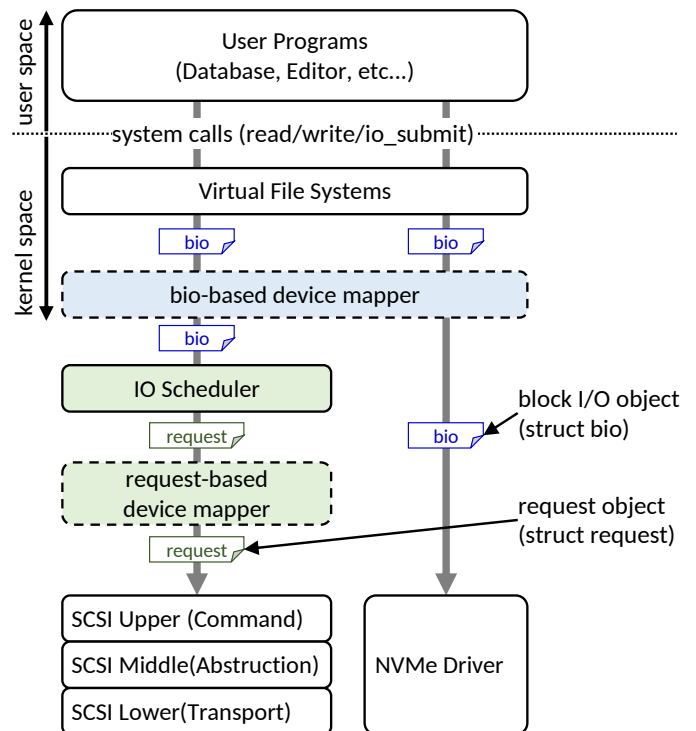 user space
kernel space
User Programs
(Database, Editor, etc...)
system calls (read/write/io_submit)
Virtual File Systems
bio
bio
bio-based device mapper
bio
IO Scheduler
request
bio
block I/O object
(struct bio)
request-based
device mapper
request
request object
(struct request)
SCSI Upper (Command)
SCSI Middle(Abstruction)
SCSI Lower(Transport)
NVMe Driver